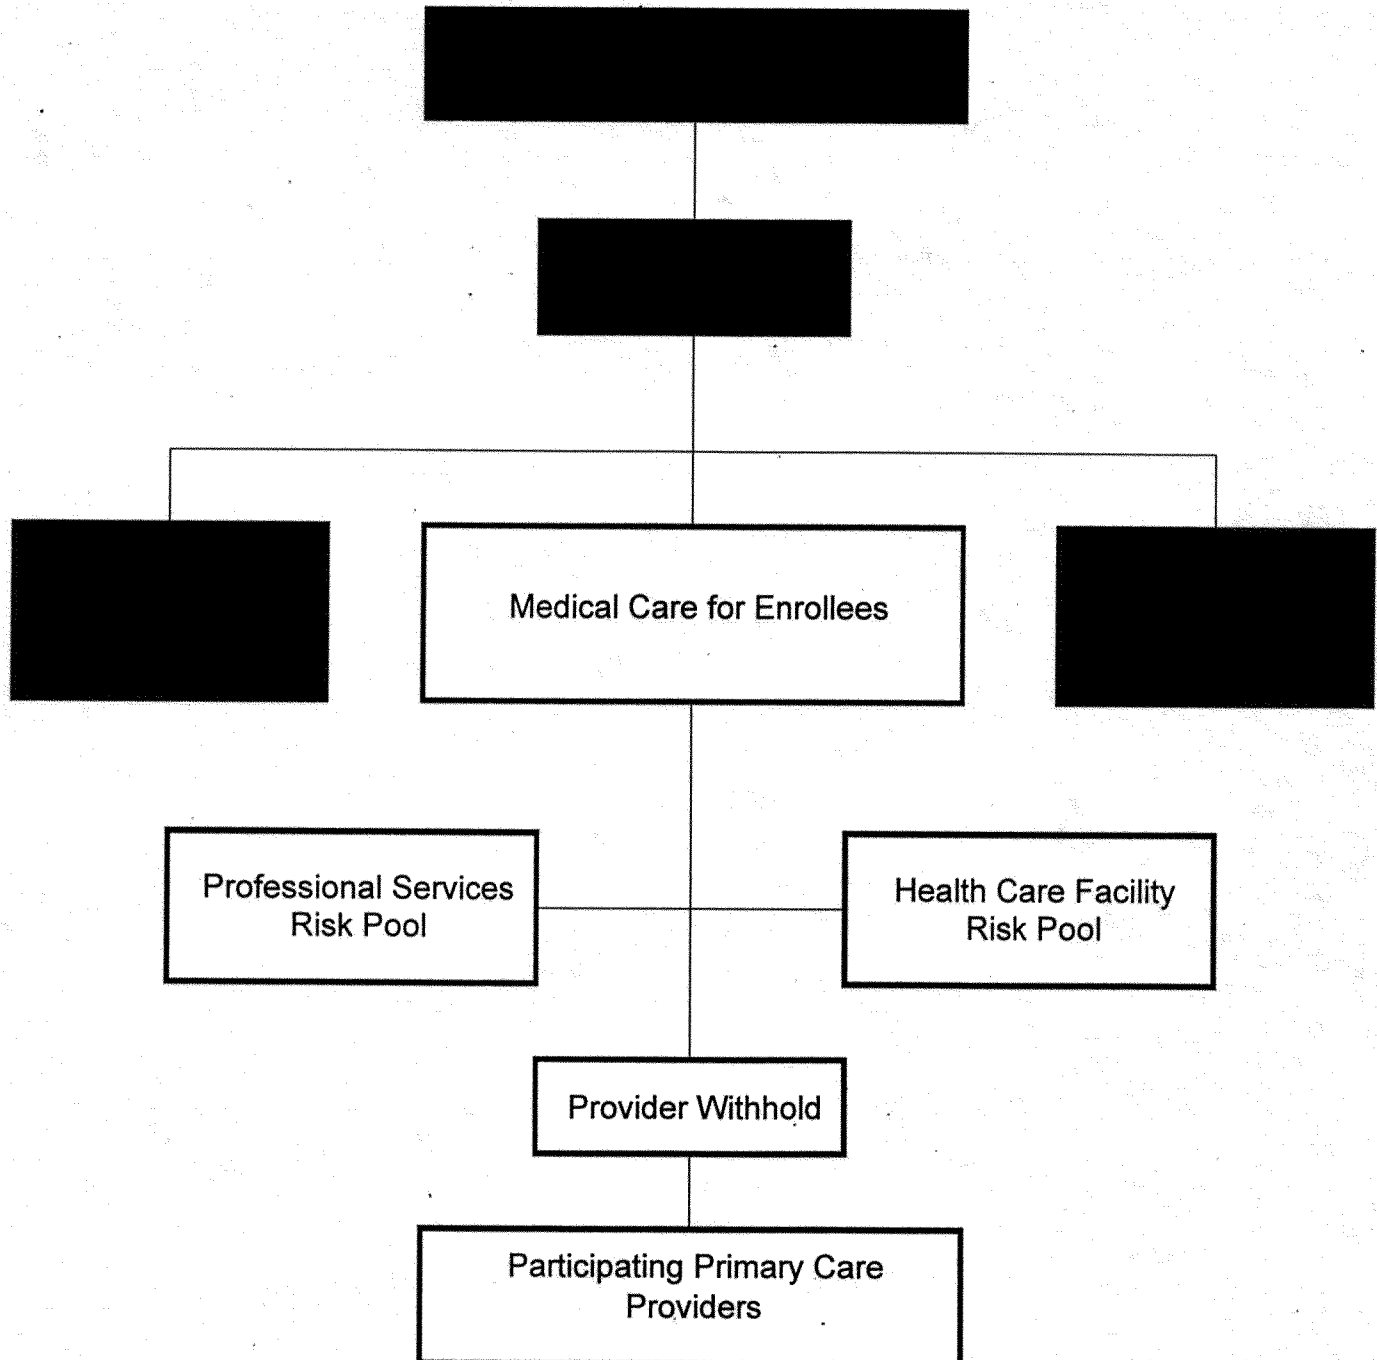 Medical Care for Enrollees
Professional Services
Risk Pool
Health Care Facility
Risk Pool
Provider Withhold
Participating Primary Care
Providers